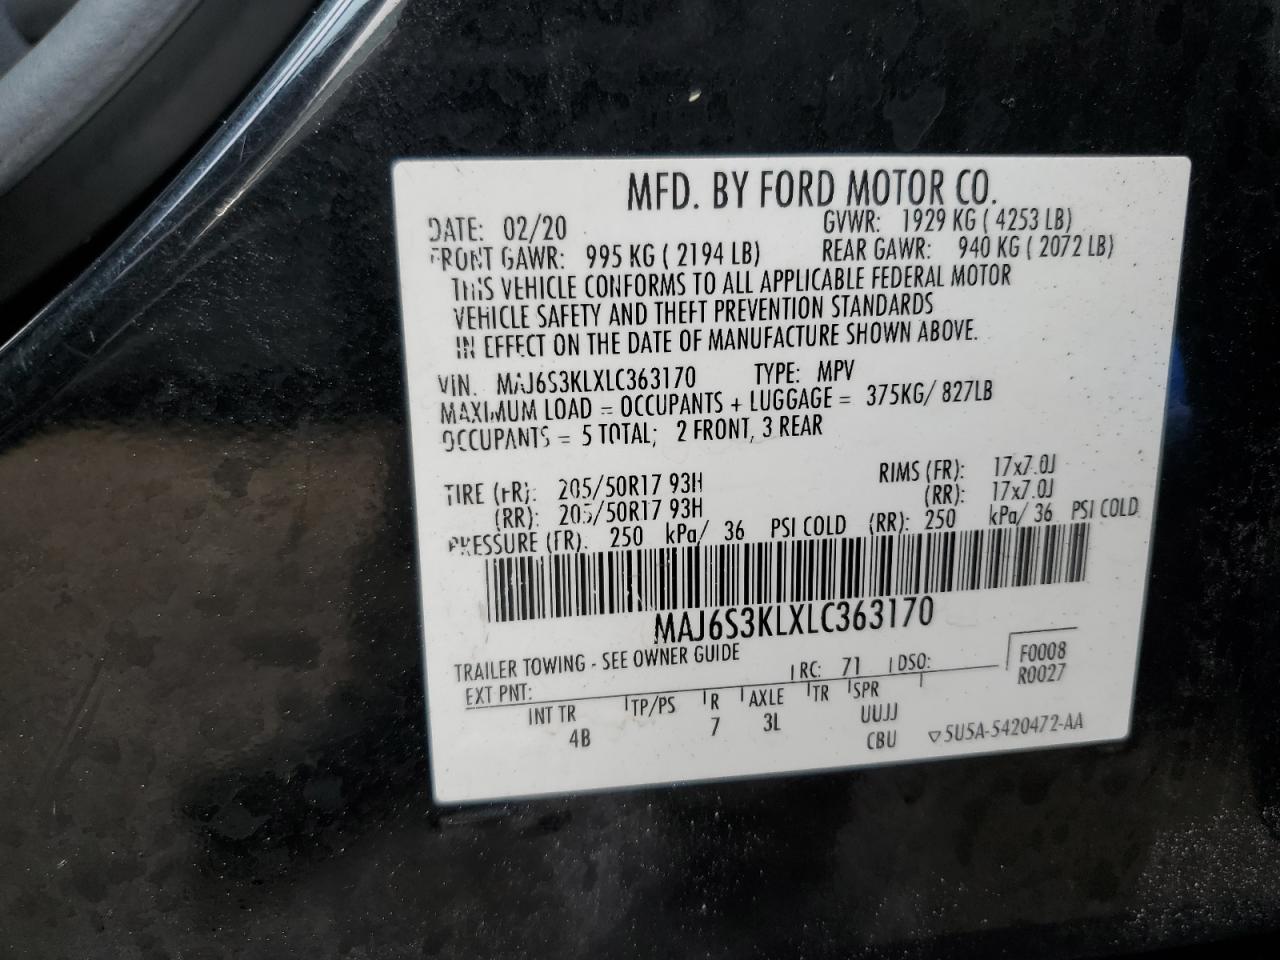 MFD. BY FORD MOTOR CO.
DATE: 02/20 GVWR: 1929 KG ( 4253 LB)
FRONT GAWR: 995 KG ( 2194 LB) REAR GAWR: 940 KG ( 2072 LB)
THIS VEHICLE CONFORMS TO ALL APPLICABLE FEDERAL MOTOR
VEHICLE SAFETY AND THEFT PREVENTION STANDARDS
IN EFFECT ON THE DATE OF MANUFACTURE SHOWN ABOVE.
VIN. MAJ6S3KLXLC363170 TYPE: MPV
MAXIMUM LOAD = OCCUPANTS + LUGGAGE = 375KG/ 827LB
OCCUPANTS = 5 TOTAL; 2 FRONT, 3 REAR
TIRE (FR): 205/50R17 93H RIMS (FR): 17x7.0J
(RR): 205/50R17 93H (RR): 17x7.0J
PRESSURE (FR). 250 kPa/ 36 PSI COLD (RR): 250 kPa/ 36 PSI COLD
MAJ6S3KLXLC363170
TRAILER TOWING - SEE OWNER GUIDE
EXT PNT: RC: 71 DSO: F0008
R0027
INT TR TP/PS R AXLE TR SPR
4B 7 3L UUJJ
CBU ▽5U5A-5420472-AA